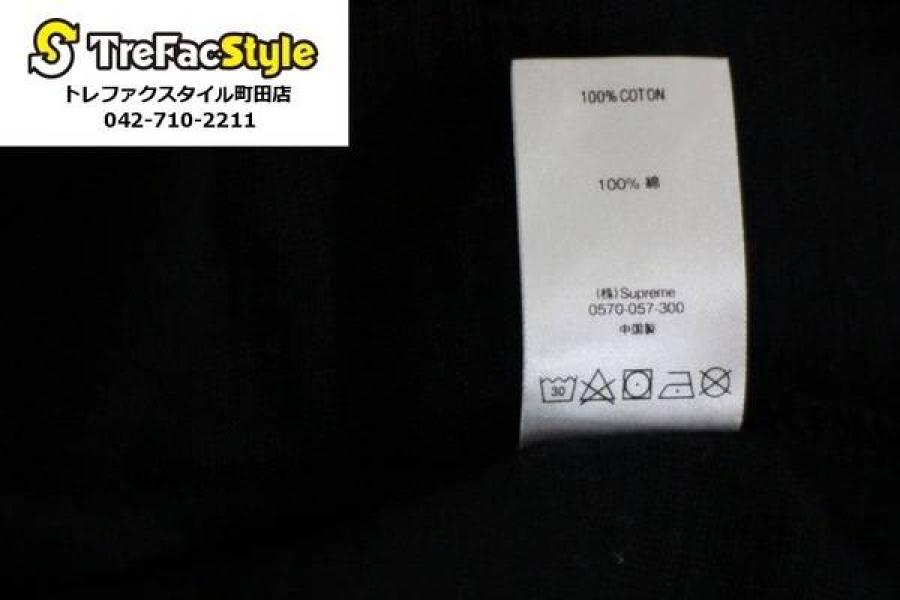 TreFacStyle
トレファクスタイル町田店
042-710-2211
100% COTON
100% 綿
(株)Supreme
0570-057-300
中国製
30